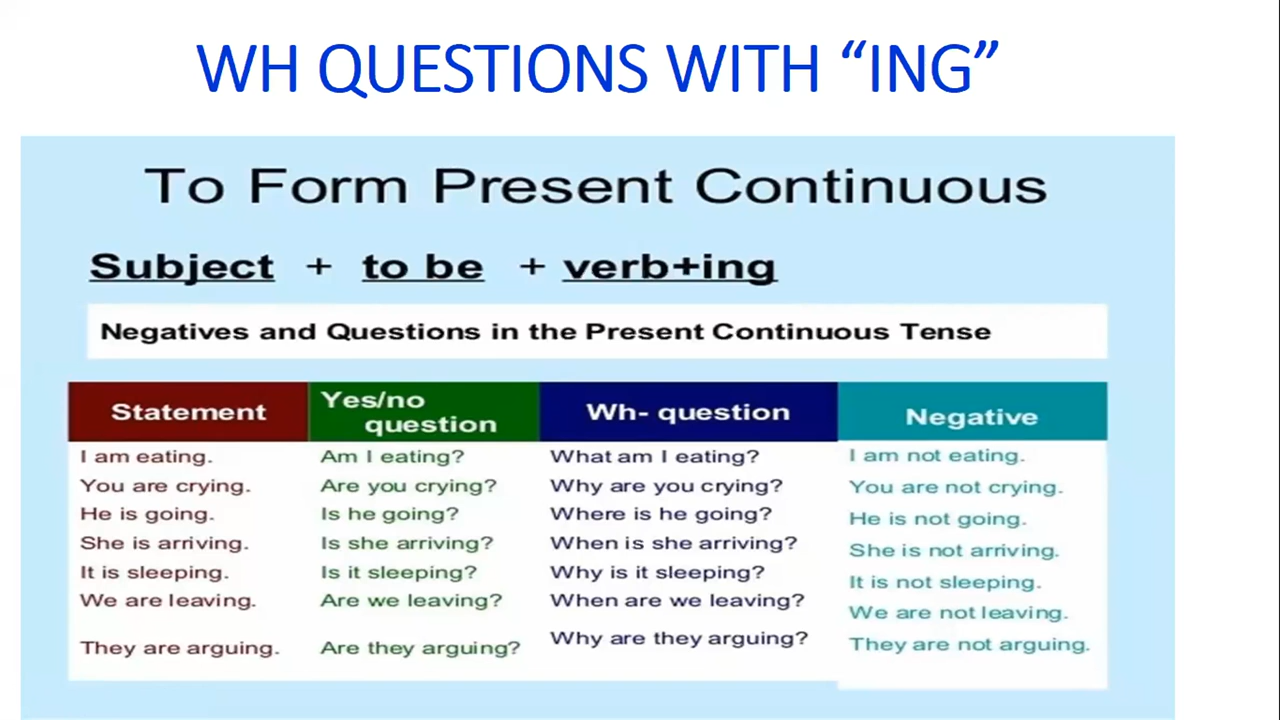 WH QUESTIONS WITH “ING”
To Form Present Continuous
Subject + to be + verb+ing
Negatives and Questions in the Present Continuous Tense
Statement
Yes/no
question
Wh- question
Negative
I am eating.
Am I eating?
What am I eating?
I am not eating.
You are crying.
Are you crying?
Why are you crying?
You are not crying.
He is going.
Is he going?
Where is he going?
He is not going.
She is arriving.
Is she arriving?
When is she arriving?
She is not arriving.
It is sleeping.
Is it sleeping?
Why is it sleeping?
It is not sleeping.
We are leaving.
Are we leaving?
When are we leaving?
We are not leaving.
They are arguing.
Are they arguing?
Why are they arguing?
They are not arguing.